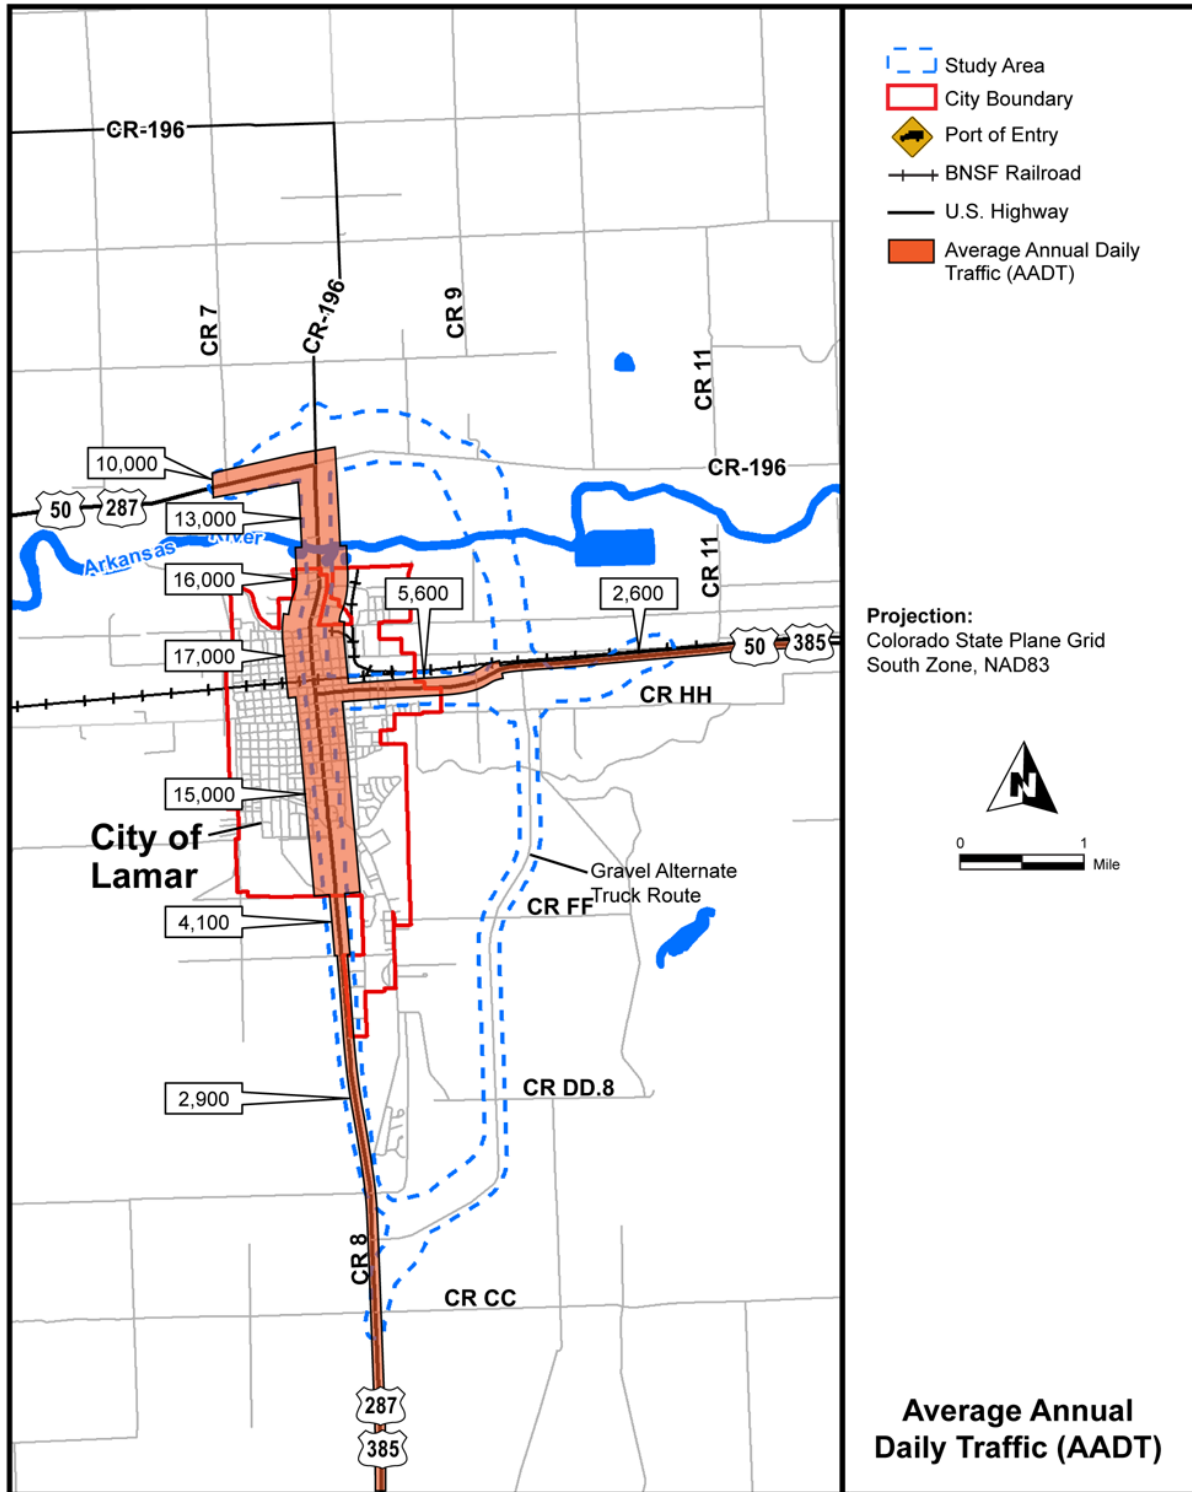 CR-196
CR 7
CR-196
CR 9
CR 11
10,000
CR-196
50
287
13,000
Arkansas River
16,000
5,600
2,600
CR 11
17,000
50
385
CR HH
15,000
City of
Lamar
Gravel Alternate
Truck Route
CR FF
4,100
2,900
CR DD.8
CR 8
CR CC
287
385
Study Area
City Boundary
Port of Entry
BNSF Railroad
U.S. Highway
Average Annual Daily
Traffic (AADT)
Projection:
Colorado State Plane Grid
South Zone, NAD83
N
0 1
Mile
Average Annual
Daily Traffic (AADT)